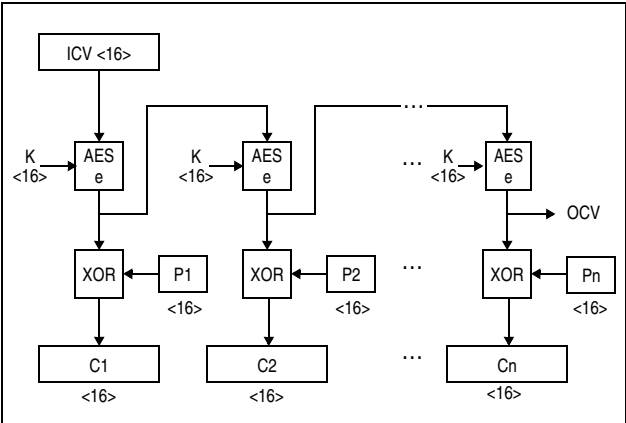 ICV <16>
...
K
<16>
AES
e
K
<16>
AES
e
...
K
<16>
AES
e
OCV
XOR
P1
<16>
XOR
P2
<16>
...
XOR
Pn
<16>
C1
<16>
C2
<16>
...
Cn
<16>